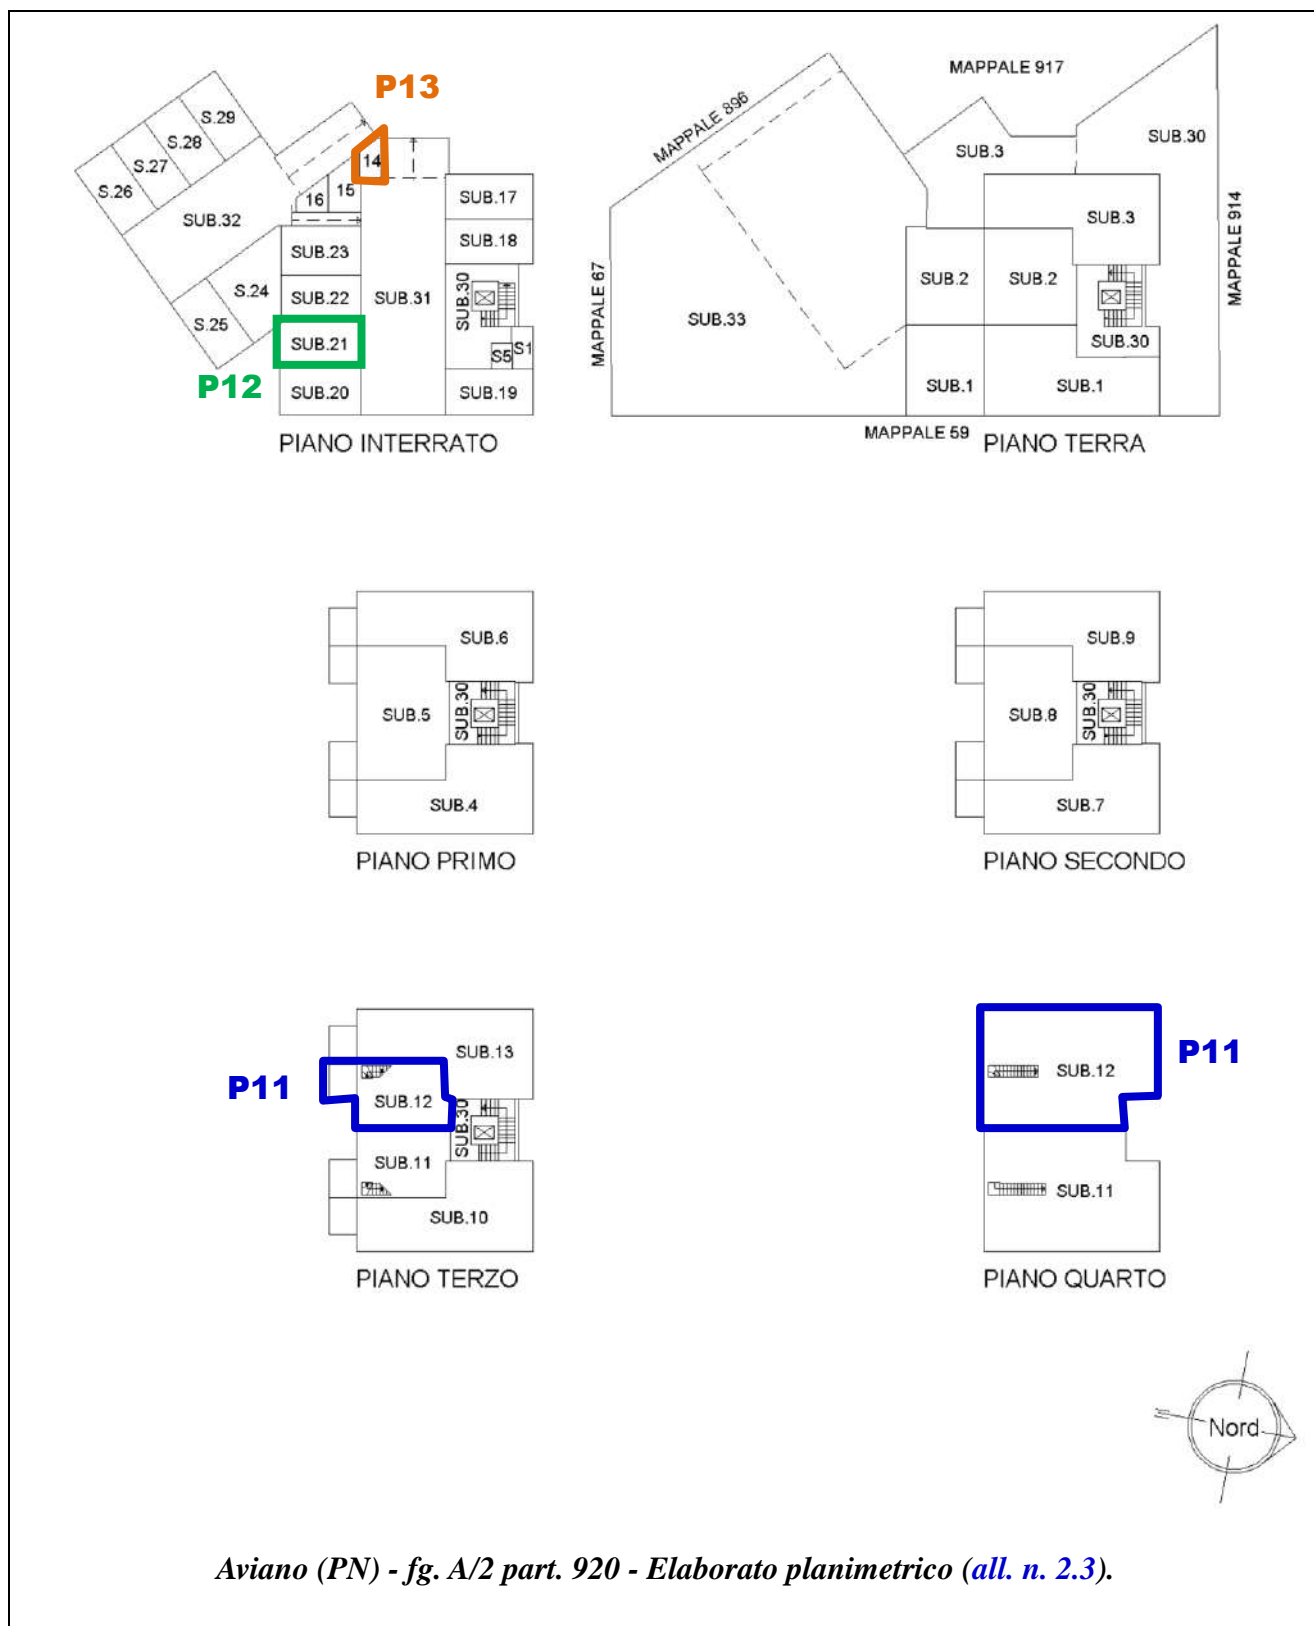 P13
S.29
S.28
S.27
S.26
14
15
16
SUB.32
SUB.17
SUB.18
SUB.23
SUB.22
SUB.31
SUB.30
S.24
S.25
SUB.21
S5
S1
P12
SUB.20
SUB.19
PIANO INTERRATO
MAPPALE 917
MAPPALE 896
SUB.30
SUB.3
SUB.3
MAPPALE 914
SUB.2
SUB.2
MAPPALE 67
SUB.33
SUB.30
SUB.1
SUB.1
MAPPALE 59
PIANO TERRA
SUB.6
SUB.5
SUB.30
SUB.4
PIANO PRIMO
SUB.9
SUB.8
SUB.30
SUB.7
PIANO SECONDO
SUB.13
P11
SUB.12
SUB.30
SUB.11
SUB.10
PIANO TERZO
P11
SUB.12
SUB.11
PIANO QUARTO
Nord
Aviano (PN) - fg. A/2 part. 920 - Elaborato planimetrico (all. n. 2.3).